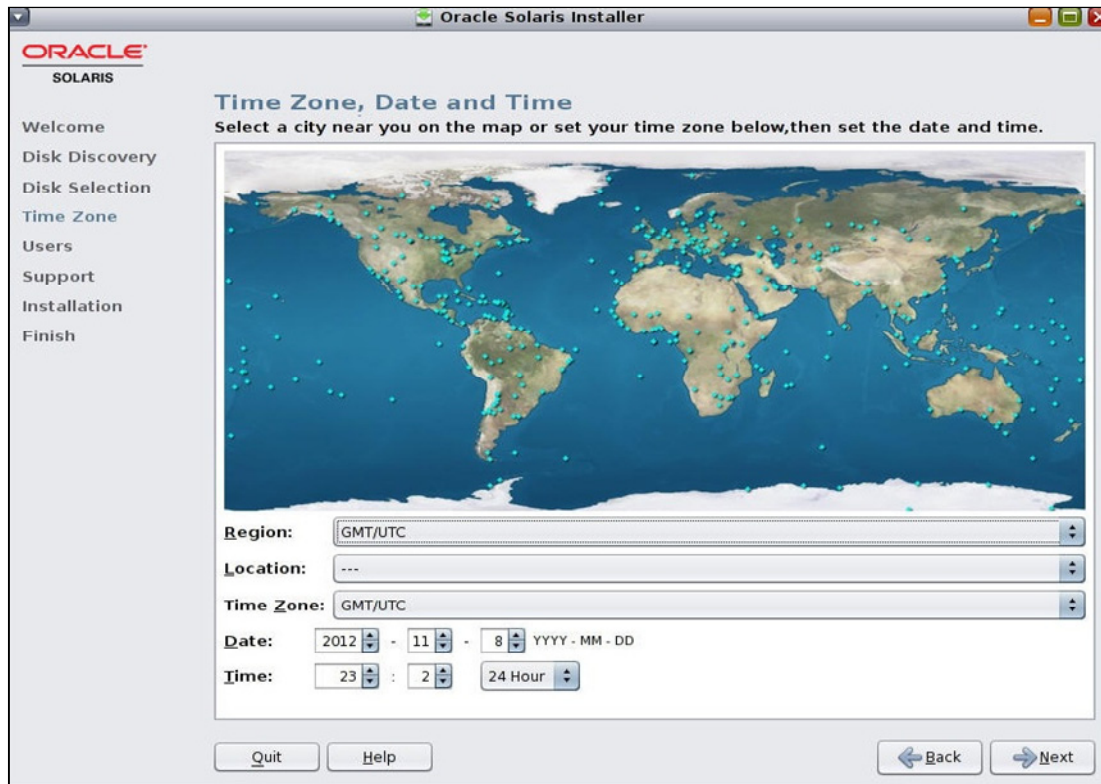 Oracle Solaris Installer
ORACLE®
SOLARIS
Welcome
Disk Discovery
Disk Selection
Time Zone
Users
Support
Installation
Finish
Time Zone, Date and Time
Select a city near you on the map or set your time zone below,then set the date and time.
Region: GMT/UTC
Location: ---
Time Zone: GMT/UTC
Date: 2012 - 11 - 8 YYYY - MM - DD
Time: 23 : 2 24 Hour
Quit Help Back Next